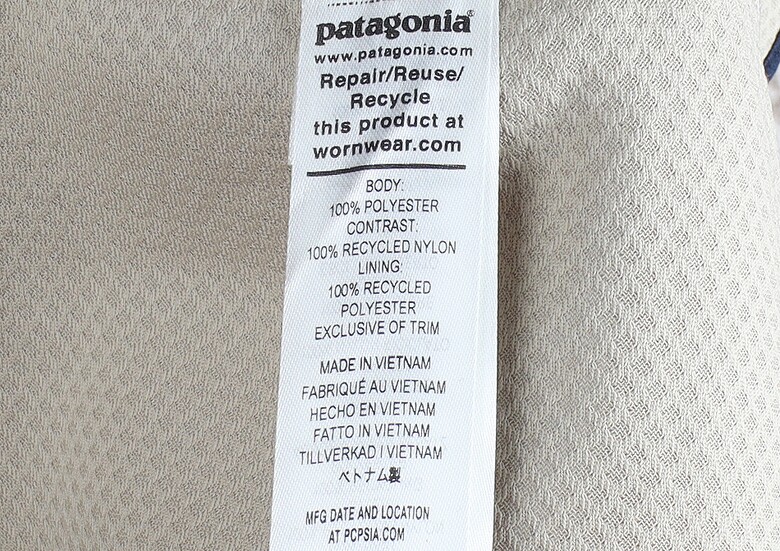 patagonia®
www.patagonia.com
Repair/Reuse/
Recycle
this product at
wornwear.com
BODY:
100% POLYESTER
CONTRAST:
100% RECYCLED NYLON
LINING:
100% RECYCLED
POLYESTER
EXCLUSIVE OF TRIM
MADE IN VIETNAM
FABRIQUÉ AU VIETNAM
HECHO EN VIETNAM
FATTO IN VIETNAM
TILLVERKAD I VIETNAM
ベトナム製
MFG DATE AND LOCATION
AT PCPSIA.COM